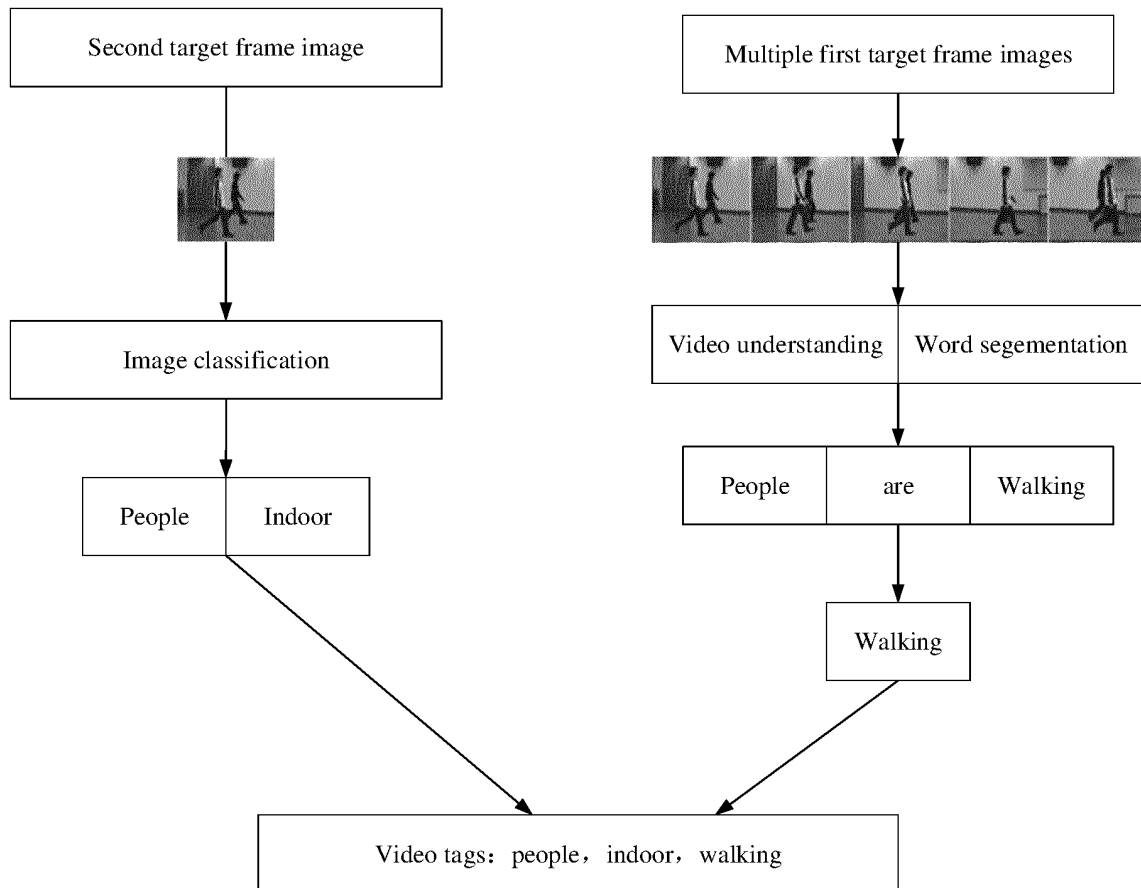 Second target frame image
Multiple first target frame images
Image classification
Video understanding
Word segementation
People
Indoor
People
are
Walking
Walking
Video tags：people，indoor，walking